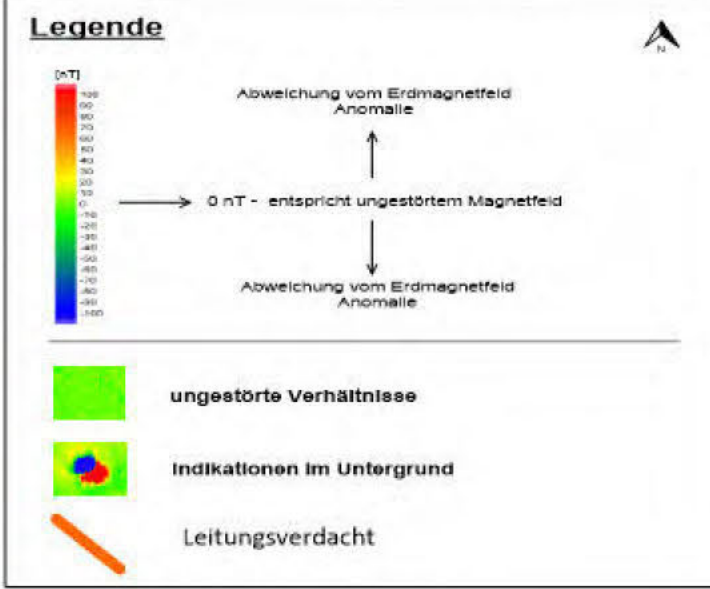 Legende
N
[nT]
100
90
80
70
60
50
40
30
20
10
0
-10
-20
-30
-40
-50
-60
-70
-80
-90
-100
Abweichung vom Erdmagnetfeld
Anomalie
0 nT - entspricht ungestörtem Magnetfeld
Abweichung vom Erdmagnetfeld
Anomalie
ungestörte Verhältnisse
Indikationen im Untergrund
Leitungsverdacht